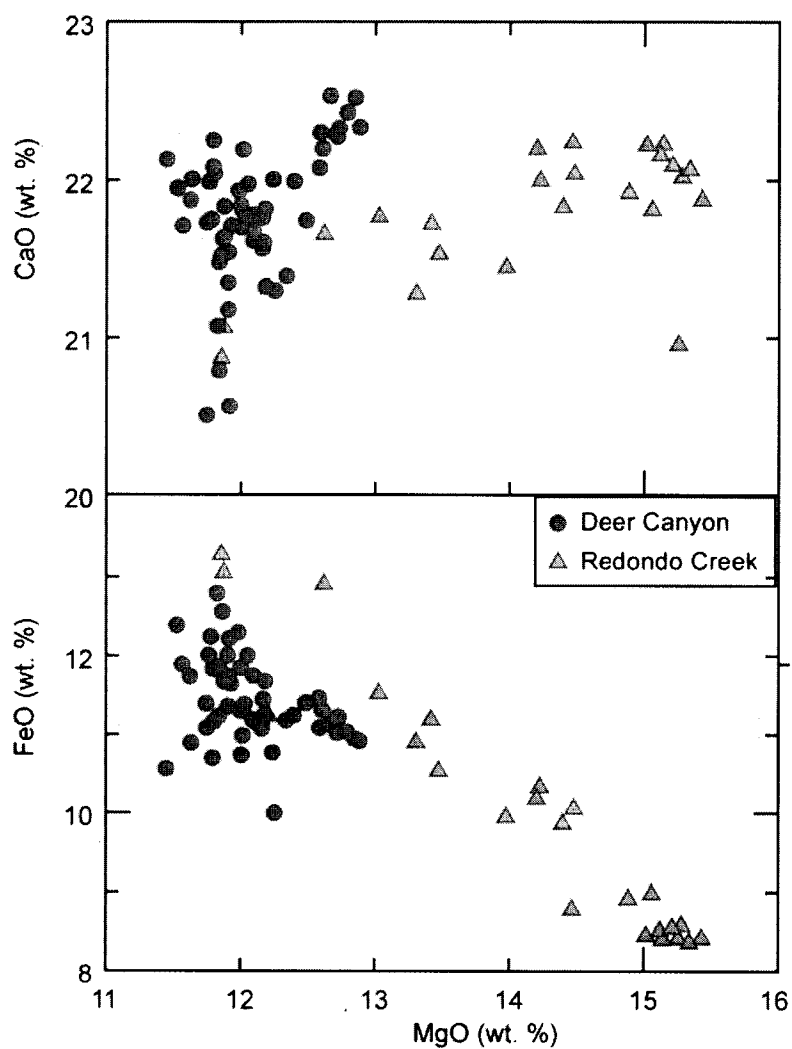 23
22
21
CaO (wt. %)
20
Deer Canyon
Redondo Creek
12
10
8
FeO (wt. %)
11 12 13 14 15 16
MgO (wt. %)